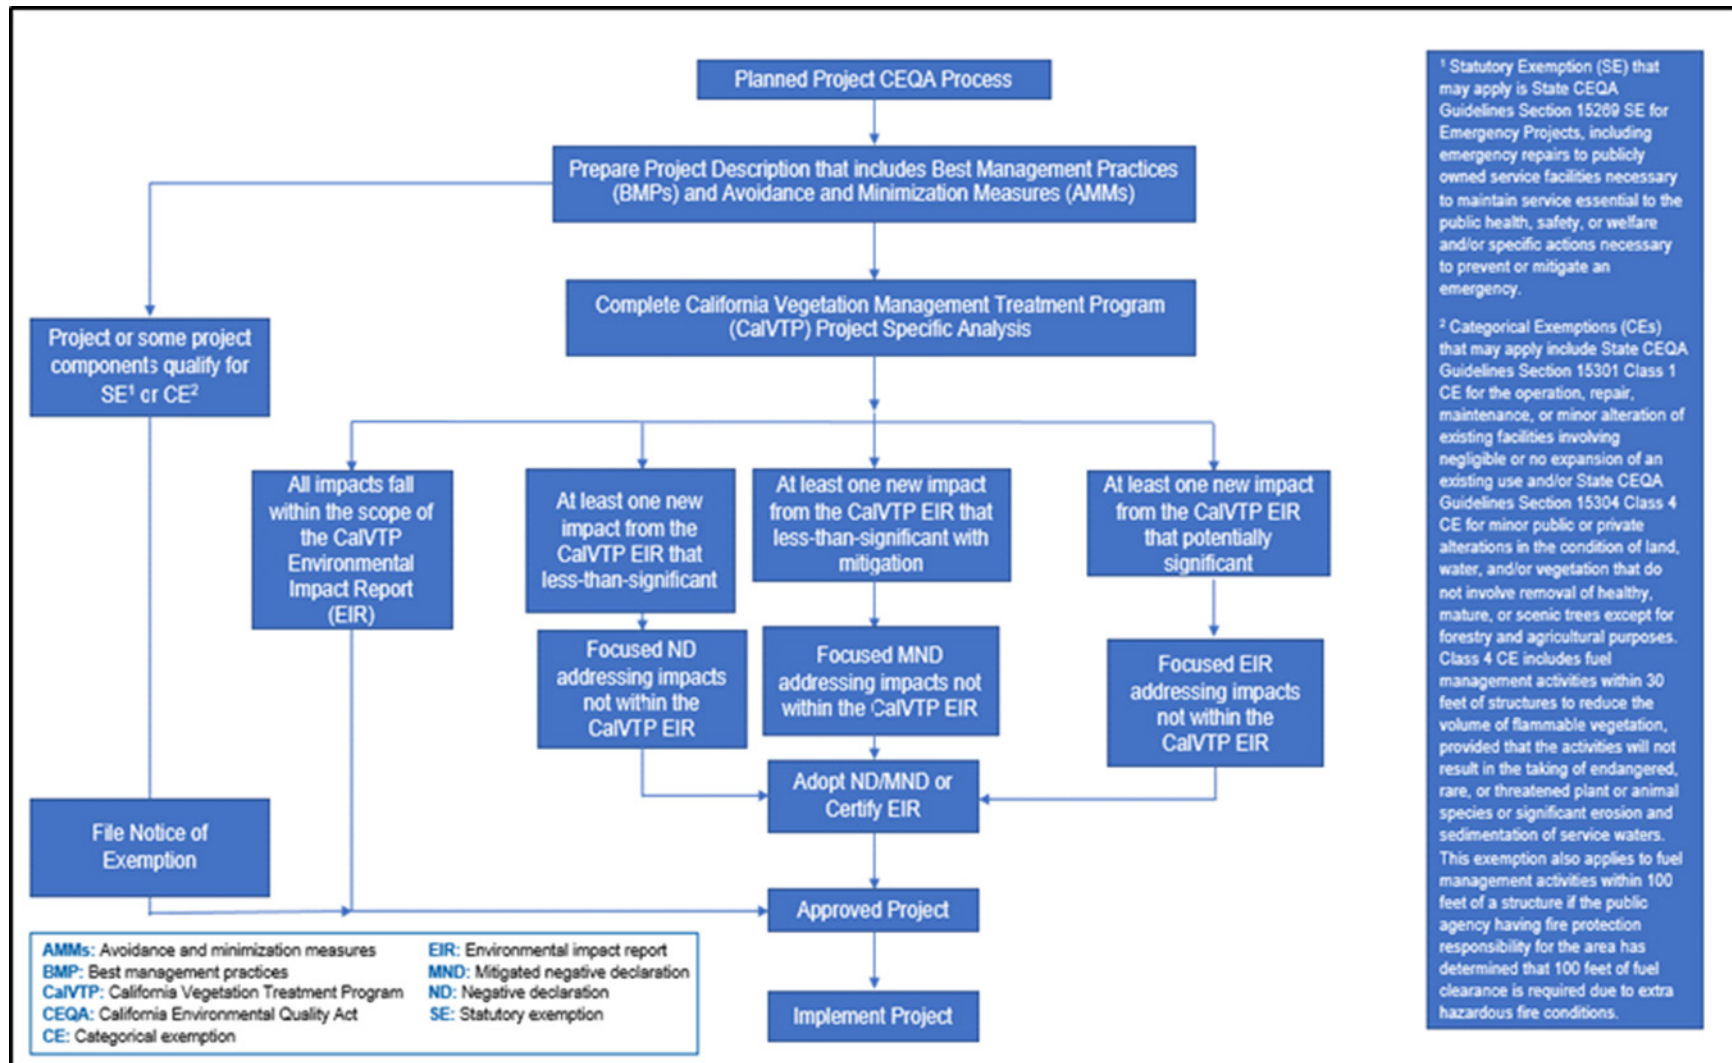 Planned Project CEQA Process
Prepare Project Description that includes Best Management Practices
(BMPs) and Avoidance and Minimization Measures (AMMs)
Complete California Vegetation Management Treatment Program
(CalVTP) Project Specific Analysis
Project or some project
components qualify for
SE¹ or CE²
All impacts fall
within the scope of
the CalVTP
Environmental
Impact Report
(EIR)
At least one new
impact from the
CalVTP EIR that
less-than-significant
At least one new impact
from the CalVTP EIR that
less-than-significant with
mitigation
At least one new impact
from the CalVTP EIR
that potentially
significant
Focused ND
addressing impacts
not within the
CalVTP EIR
Focused MND
addressing impacts not
within the CalVTP EIR
Focused EIR
addressing impacts
not within the
CalVTP EIR
Adopt ND/MND or
Certify EIR
File Notice of
Exemption
Approved Project
Implement Project
AMMs: Avoidance and minimization measures
BMP: Best management practices
CalVTP: California Vegetation Treatment Program
CEQA: California Environmental Quality Act
CE: Categorical exemption
EIR: Environmental impact report
MND: Mitigated negative declaration
ND: Negative declaration
SE: Statutory exemption
¹ Statutory Exemption (SE) that
may apply is State CEQA
Guidelines Section 15269 SE for
Emergency Projects, including
emergency repairs to publicly
owned service facilities necessary
to maintain service essential to the
public health, safety, or welfare
and/or specific actions necessary
to prevent or mitigate an
emergency.
² Categorical Exemptions (CEs)
that may apply include State CEQA
Guidelines Section 15301 Class 1
CE for the operation, repair,
maintenance, or minor alteration of
existing facilities involving
negligible or no expansion of an
existing use and/or State CEQA
Guidelines Section 15304 Class 4
CE for minor public or private
alterations in the condition of land,
water, and/or vegetation that do
not involve removal of healthy,
mature, or scenic trees except for
forestry and agricultural purposes.
Class 4 CE includes fuel
management activities within 30
feet of structures to reduce the
volume of flammable vegetation,
provided that the activities will not
result in the taking of endangered,
rare, or threatened plant or animal
species or significant erosion and
sedimentation of service waters.
This exemption also applies to fuel
management activities within 100
feet of a structure if the public
agency having fire protection
responsibility for the area has
determined that 100 feet of fuel
clearance is required due to extra
hazardous fire conditions.